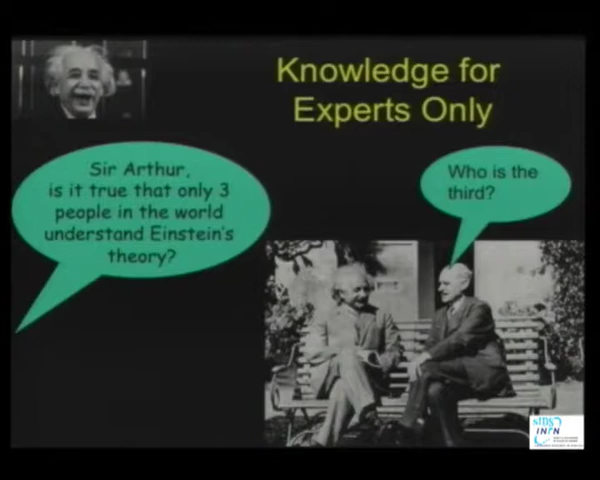 Knowledge for
Experts Only
Sir Arthur,
is it true that only 3
people in the world
understand Einstein's
theory?
Who is the
third?
INFN